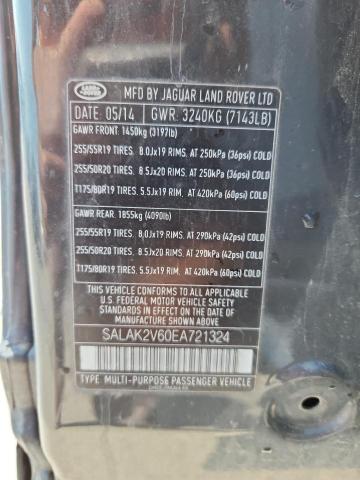 LAND ROVER
MFD BY JAGUAR LAND ROVER LTD
DATE 05/14 GWR. 3240KG (7143LB)
GAWR FRONT: 1450kg (3197lb)
255/55R19 TIRES. 8.0Jx19 RIMS. AT 250kPa (36psi) COLD
255/50R20 TIRES. 8.5Jx20 RIMS. AT 250kPa (36psi) COLD
T175/80R19 TIRES. 5.5Jx19 RIM. AT 420kPa (60psi) COLD
GAWR REAR. 1855kg (4090lb)
255/55R19 TIRES. 8.0Jx19 RIMS. AT 290kPa (42psi) COLD
255/50R20 TIRES. 8.5Jx20 RIMS. AT 290kPa (42psi) COLD
T175/80R19 TIRES. 5.5Jx19 RIM. AT 420kPa (60psi) COLD
THIS VEHICLE CONFORMS TO ALL APPLICABLE
U.S. FEDERAL MOTOR VEHICLE SAFETY STANDARDS
IN EFFECT ON THE DATE OF MANUFACTURE SHOWN ABOVE
SALAK2V60EA721324
TYPE: MULTI-PURPOSE PASSENGER VEHICLE